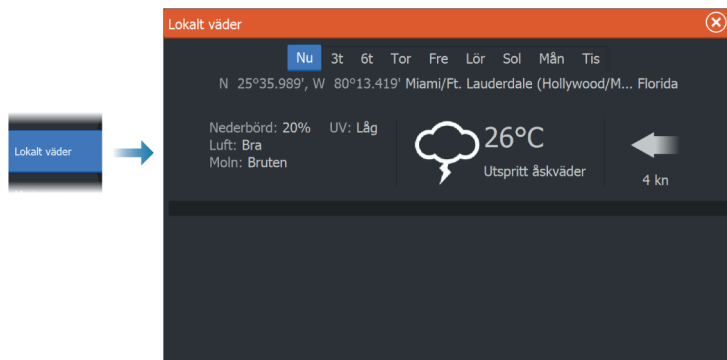 Lokalt väder
Lokalt väder
Nu 3t 6t Tor Fre Lör Sol Mån Tis
N 25°35.989', W 80°13.419' Miami/Ft. Lauderdale (Hollywood/M... Florida
Nederbörd: 20% UV: Låg
Luft: Bra
Moln: Bruten
26°C
Utspritt åskväder
4 kn